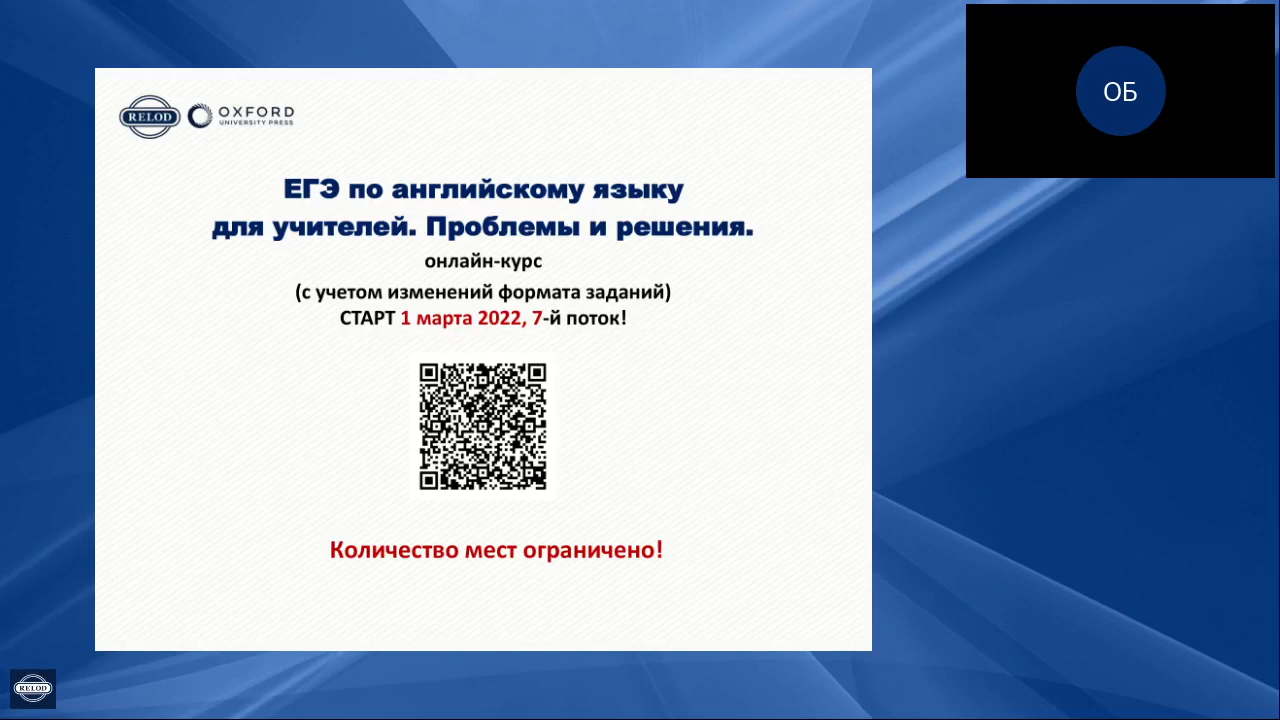 RELOD
OXFORD
UNIVERSITY PRESS
ОБ
ЕГЭ по английскому языку
для учителей. Проблемы и решения.
онлайн-курс
(с учетом изменений формата заданий)
СТАРТ 1 марта 2022, 7-й поток!
Количество мест ограничено!
RELOD